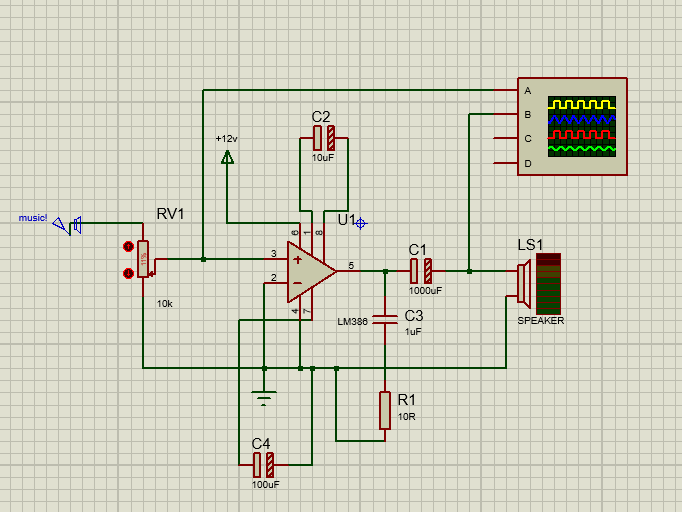 A
B
C
D
C2
10uF
+12v
music!
RV1
11%
10k
U1
6
1
8
3
2
5
4
7
LM386
C1
1000uF
LS1
SPEAKER
C3
1uF
R1
10R
C4
100uF